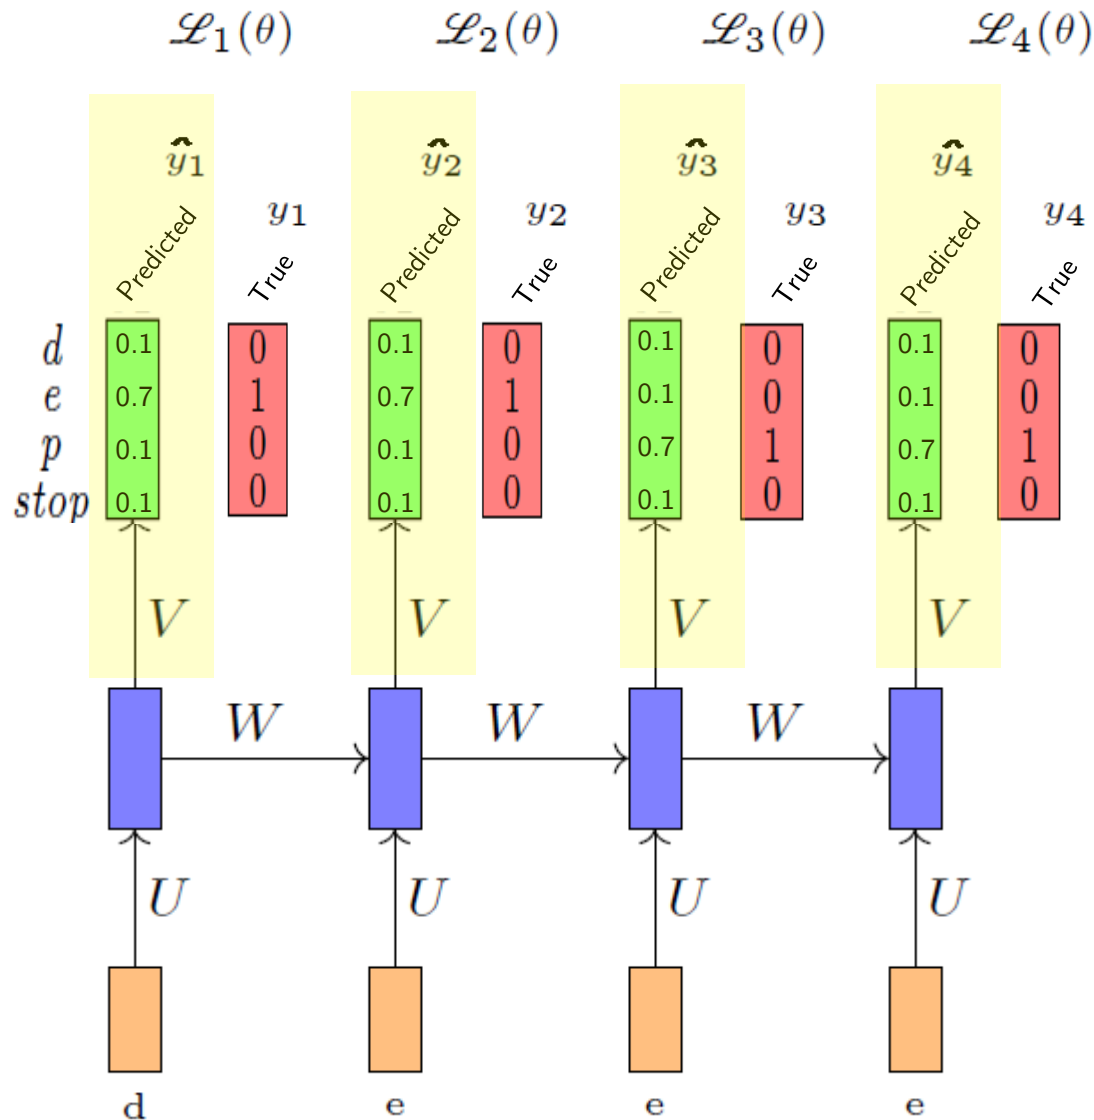 ℒ₁(θ) ℒ₂(θ) ℒ₃(θ) ℒ₄(θ)
ŷ₁ ŷ₂ ŷ₃ ŷ₄
y₁ y₂ y₃ y₄
Predicted True Predicted True Predicted True Predicted True
d 0.1 0 0.1 0 0.1 0 0.1 0
e 0.7 1 0.7 1 0.1 0 0.1 0
p 0.1 0 0.1 0 0.7 1 0.7 1
stop 0.1 0 0.1 0 0.1 0 0.1 0
V V V V
W W W
U U U U
d e e e